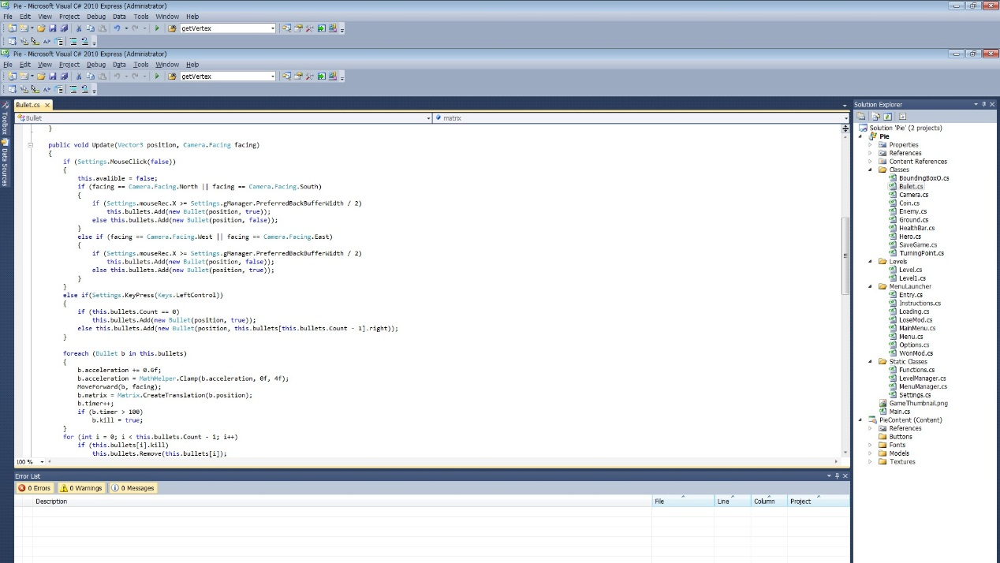 Pie - Microsoft Visual C# 2010 Express (Administrator)
File Edit View Project Debug Data Tools Window Help
getVertex
Pie - Microsoft Visual C# 2010 Express (Administrator)
File Edit View Project Debug Data Tools Window Help
getVertex
Toolbox
Data Sources
Bullet.cs
Bullet
matrix
}
public void Update(Vector3 position, Camera.Facing facing)
{
if (Settings.MouseClick(false))
{
this.avalible = false;
if (facing == Camera.Facing.North || facing == Camera.Facing.South)
{
if (Settings.mouseRec.X >= Settings.gManager.PreferredBackBufferWidth / 2)
this.bullets.Add(new Bullet(position, true));
else this.bullets.Add(new Bullet(position, false));
}
else if (facing == Camera.Facing.West || facing == Camera.Facing.East)
{
if (Settings.mouseRec.X >= Settings.gManager.PreferredBackBufferWidth / 2)
this.bullets.Add(new Bullet(position, false));
else this.bullets.Add(new Bullet(position, true));
}
}
else if(Settings.KeyPress(Keys.LeftControl))
{
if (this.bullets.Count == 0)
this.bullets.Add(new Bullet(position, true));
else this.bullets.Add(new Bullet(position, this.bullets[this.bullets.Count - 1].right));
}
foreach (Bullet b in this.bullets)
{
b.acceleration += 0.6f;
b.acceleration = MathHelper.Clamp(b.acceleration, 0f, 4f);
MoveForward(b, facing);
b.matrix = Matrix.CreateTranslation(b.position);
b.timer++;
if (b.timer > 100)
b.kill = true;
}
for (int i = 0; i < this.bullets.Count - 1; i++)
if (this.bullets[i].kill)
this.bullets.Remove(this.bullets[i]);
100 %
Error List
0 Errors 0 Warnings 0 Messages
Description File Line Column Project
Solution Explorer
Solution 'Pie' (2 projects)
Pie
Properties
References
Content References
Classes
BoundingBoxO.cs
Bullet.cs
Camera.cs
Coin.cs
Enemy.cs
Ground.cs
HealthBar.cs
Hero.cs
SaveGame.cs
TurningPoint.cs
Levels
Level.cs
Level1.cs
MenuLauncher
Entry.cs
Instructions.cs
Loading.cs
LoseMod.cs
MainMenu.cs
Menu.cs
Options.cs
WonMod.cs
Static Classes
Functions.cs
LevelManager.cs
MenuManager.cs
Settings.cs
GameThumbnail.png
Main.cs
PieContent (Content)
References
Buttons
Fonts
Models
Textures